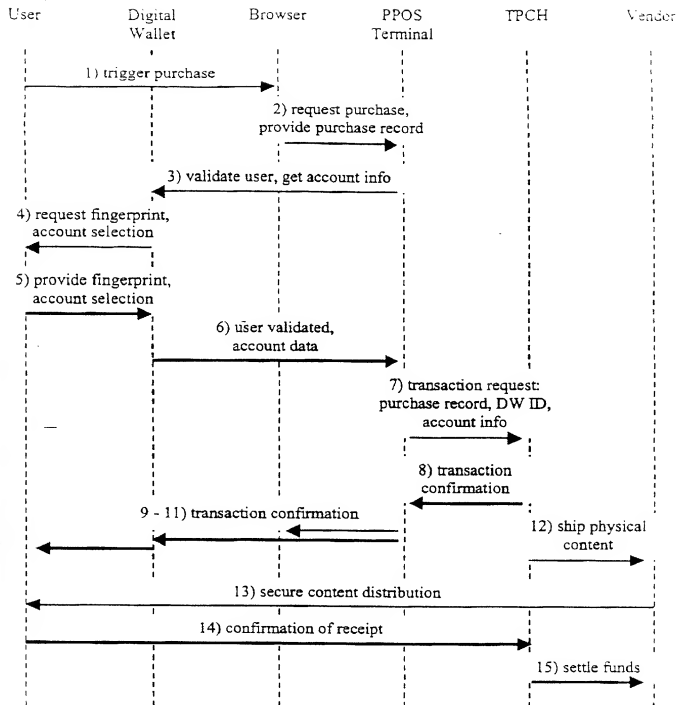 User Digital Browser PPOS TPCH Vendor
Wallet Terminal
1) trigger purchase
2) request purchase,
provide purchase record
3) validate user, get account info
4) request fingerprint,
account selection
5) provide fingerprint,
account selection
6) user validated,
account data
7) transaction request:
purchase record, DW ID,
account info
8) transaction
confirmation
9 - 11) transaction confirmation
12) ship physical
content
13) secure content distribution
14) confirmation of receipt
15) settle funds